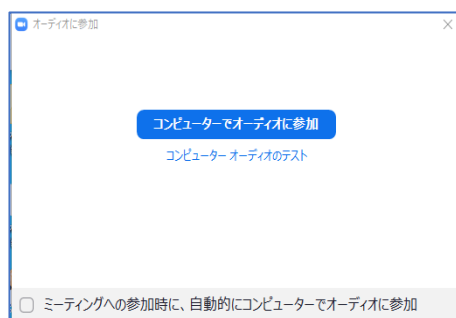 オーディオに参加
コンピューターでオーディオに参加
コンピューター オーディオのテスト
ミーティングへの参加時に、自動的にコンピューターでオーディオに参加